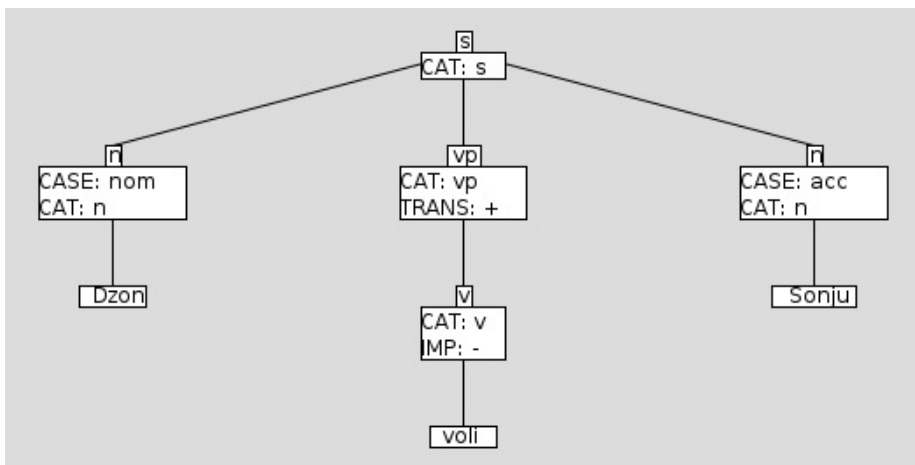 s
CAT: s
n vp n
CASE: nom CAT: vp CASE: acc
CAT: n TRANS: + CAT: n
Dzon v Sonju
CAT: v
IMP: -
voli